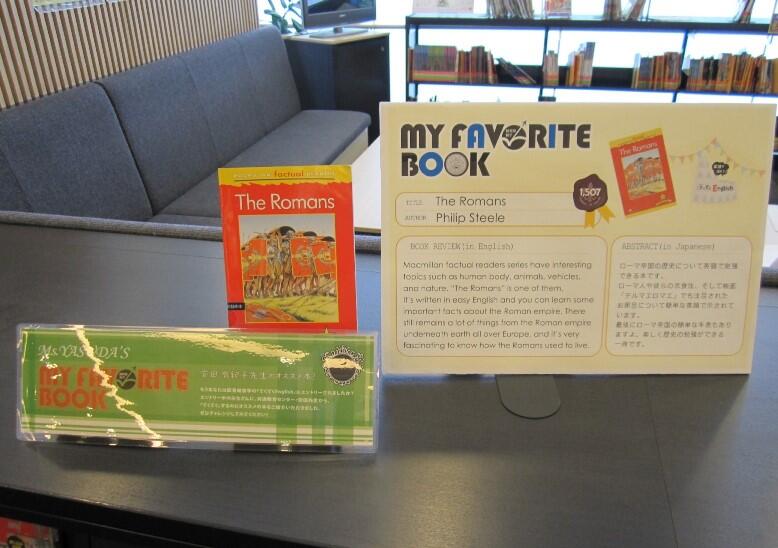 factual readers
The Romans
Ms.YASUDA'S
MY FAVORITE
BOOK
MY FAVORITE
BOOK
1,507
The Romans
English
TITLE: The Romans
AUTHOR: Philip Steele
BOOK REVIEW(in English)
Macmillan factual readers series have interesting
topics such as human body, animals, vehicles,
and nature. "The Romans" is one of them.
It's written in easy English and you can learn some
important facts about the Roman empire. There
still remains a lot of things from the Roman empire
underneath earth all over Europe, and it's very
fascinating to know how the Romans used to live.
ABSTRACT(in Japanese)
ローマ帝国の歴史について英語で勉強
できる本です。
ローマ人や彼らの衣食住、そして映画
「テルマエロマエ」でも注目された
お風呂について簡単な英語で示されて
います。
最後にローマ帝国の簡単な年表もあり
ますよ。楽しく歴史の勉強ができる
一冊です。